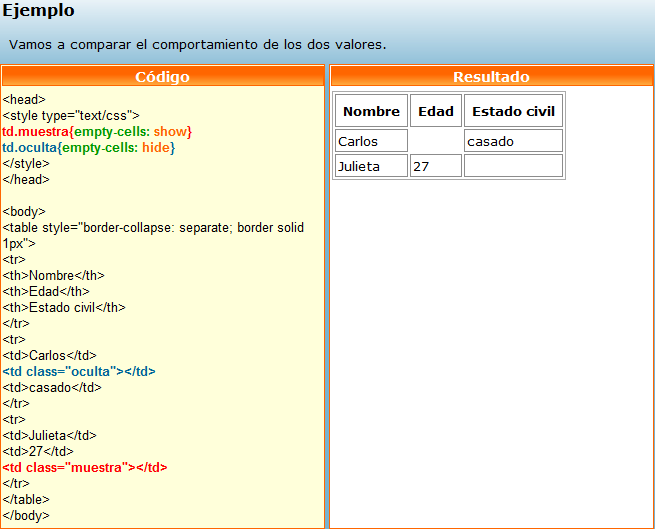 Ejemplo
Vamos a comparar el comportamiento de los dos valores.
Código
<head>
<style type="text/css">
td.muestra{empty-cells: show}
td.oculta{empty-cells: hide}
</style>
</head>
<body>
<table style="border-collapse: separate; border solid
1px">
<tr>
<th>Nombre</th>
<th>Edad</th>
<th>Estado civil</th>
</tr>
<tr>
<td>Carlos</td>
<td class="oculta"></td>
<td>casado</td>
</tr>
<tr>
<td>Julieta</td>
<td>27</td>
<td class="muestra"></td>
</tr>
</table>
</body>
Resultado
Nombre Edad Estado civil
Carlos casado
Julieta 27